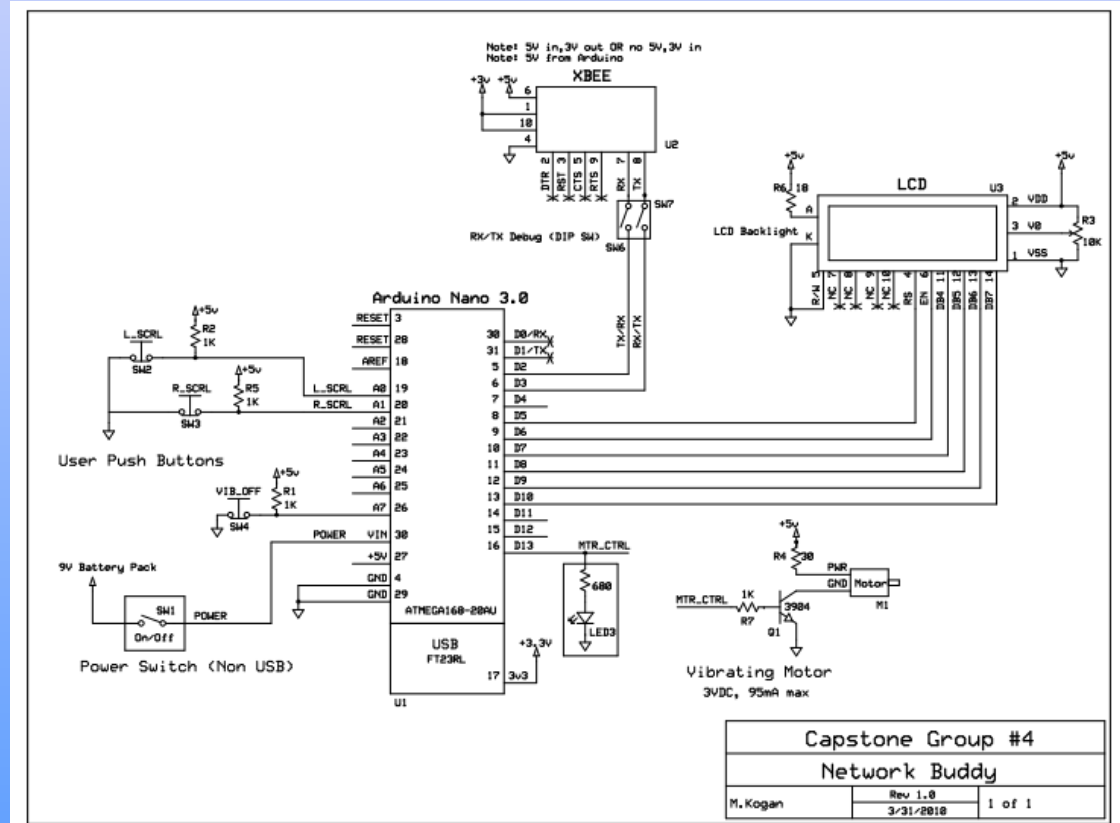 Note: 5V in,3V out OR no 5V,3V in
Note: 5V from Arduino
XBEE
+3v +5v
6
1
10
4
U2
DTR 2
RST 3
CTS 5
RTS 9
RX 7
TX 8
SW7
RX/TX Debug (DIP SW)
SW6
TX/RX
RX/TX
+5v
R6 10
LCD
U3
A
K
LCD Backlight
2 VDD
3 V0
1 VSS
R3
10K
R/W 5
NC 7
NC 8
NC 9
NC 10
RS 4
EN 6
DB4 11
DB5 12
DB6 13
DB7 14
Arduino Nano 3.0
RESET 3
RESET 28
AREF 18
A0 19
A1 20
A2 21
A3 22
A4 23
A5 24
A6 25
A7 26
VIN 30
+5V 27
GND 4
GND 29
30 D0/RX
31 D1/TX
5 D2
6 D3
7 D4
8 D5
9 D6
10 D7
11 D8
12 D9
13 D10
14 D11
15 D12
16 D13
ATMEGA168-20AU
USB
FT23RL
17 3v3
+3.3V
U1
+5v
R2
1K
L_SCRL
SW2
+5v
R5
1K
R_SCRL
SW3
L_SCRL
R_SCRL
User Push Buttons
+5v
R1
1K
VIB_OFF
SW4
POWER
9V Battery Pack
SW1
On/Off
POWER
Power Switch (Non USB)
MTR_CTRL
680
LED3
+5v
R4 30
PWR
GND
Motor
M1
MTR_CTRL
1K
R7
3904
Q1
Vibrating Motor
3VDC, 95mA max
Capstone Group #4
Network Buddy
M.Kogan
Rev 1.0
3/31/2010
1 of 1